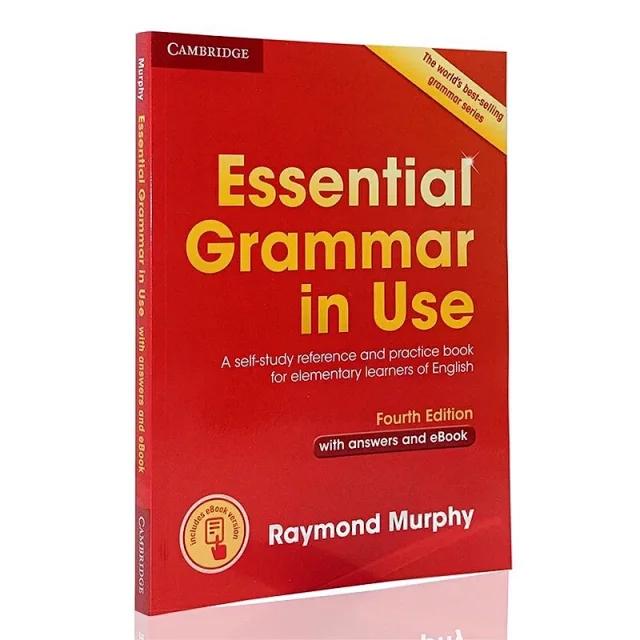 CAMBRIDGE
The world's best-selling
grammar series
Essential
Grammar
in Use
A self-study reference and practice book
for elementary learners of English
Fourth Edition
with answers and eBook
includes eBook version
Raymond Murphy
Murphy Essential Grammar in Use with answers and eBook CAMBRIDGE